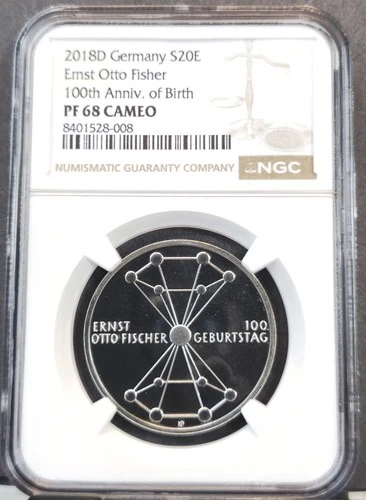 2018D Germany S20E
Ernst Otto Fisher
100th Anniv. of Birth
PF 68 CAMEO
8401528-008
NUMISMATIC GUARANTY COMPANY NGC
ERNST 100.
OTTO FISCHER GEBURTSTAG